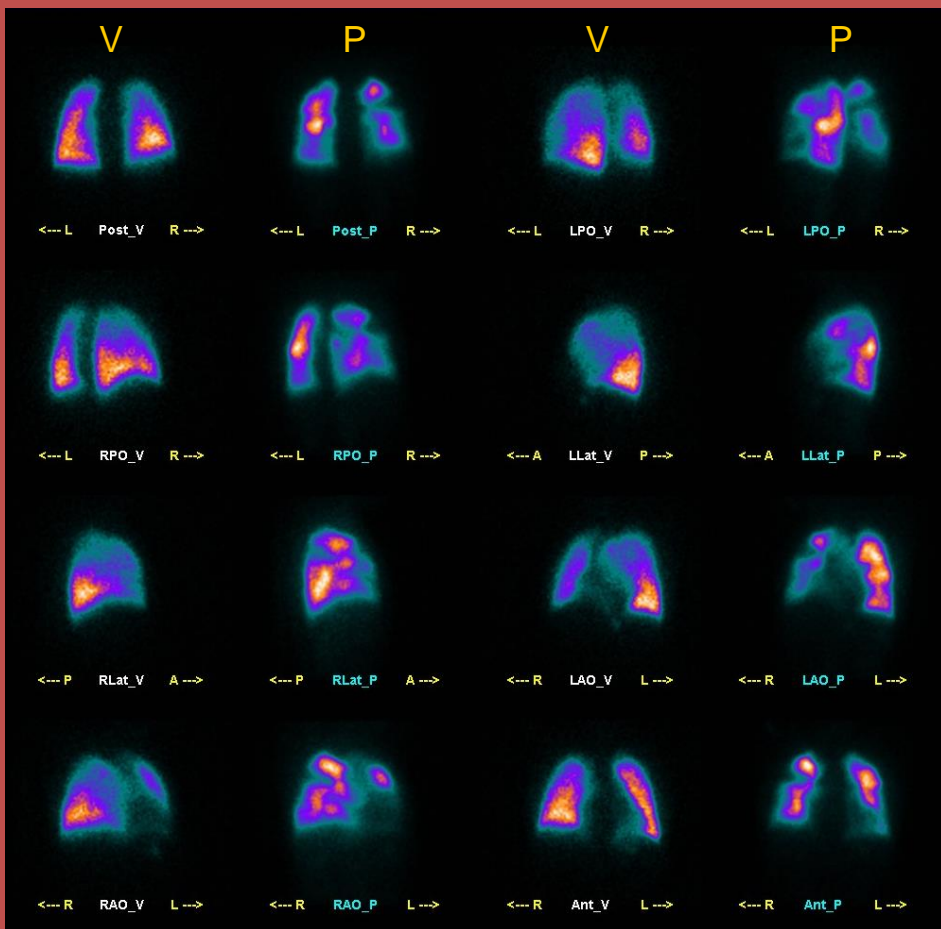 V P V P
<--- L Post_V R ---> <--- L Post_P R ---> <--- L LPO_V R ---> <--- L LPO_P R --->
<--- L RPO_V R ---> <--- L RPO_P R ---> <--- A LLat_V P ---> <--- A LLat_P P --->
<--- P RLat_V A ---> <--- P RLat_P A ---> <--- R LAO_V L ---> <--- R LAO_P L --->
<--- R RAO_V L ---> <--- R RAO_P L ---> <--- R Ant_V L ---> <--- R Ant_P L --->